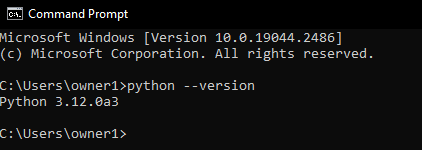 Command Prompt
Microsoft Windows [Version 10.0.19044.2486]
(c) Microsoft Corporation. All rights reserved.
C:\Users\owner1>python --version
Python 3.12.0a3
C:\Users\owner1>